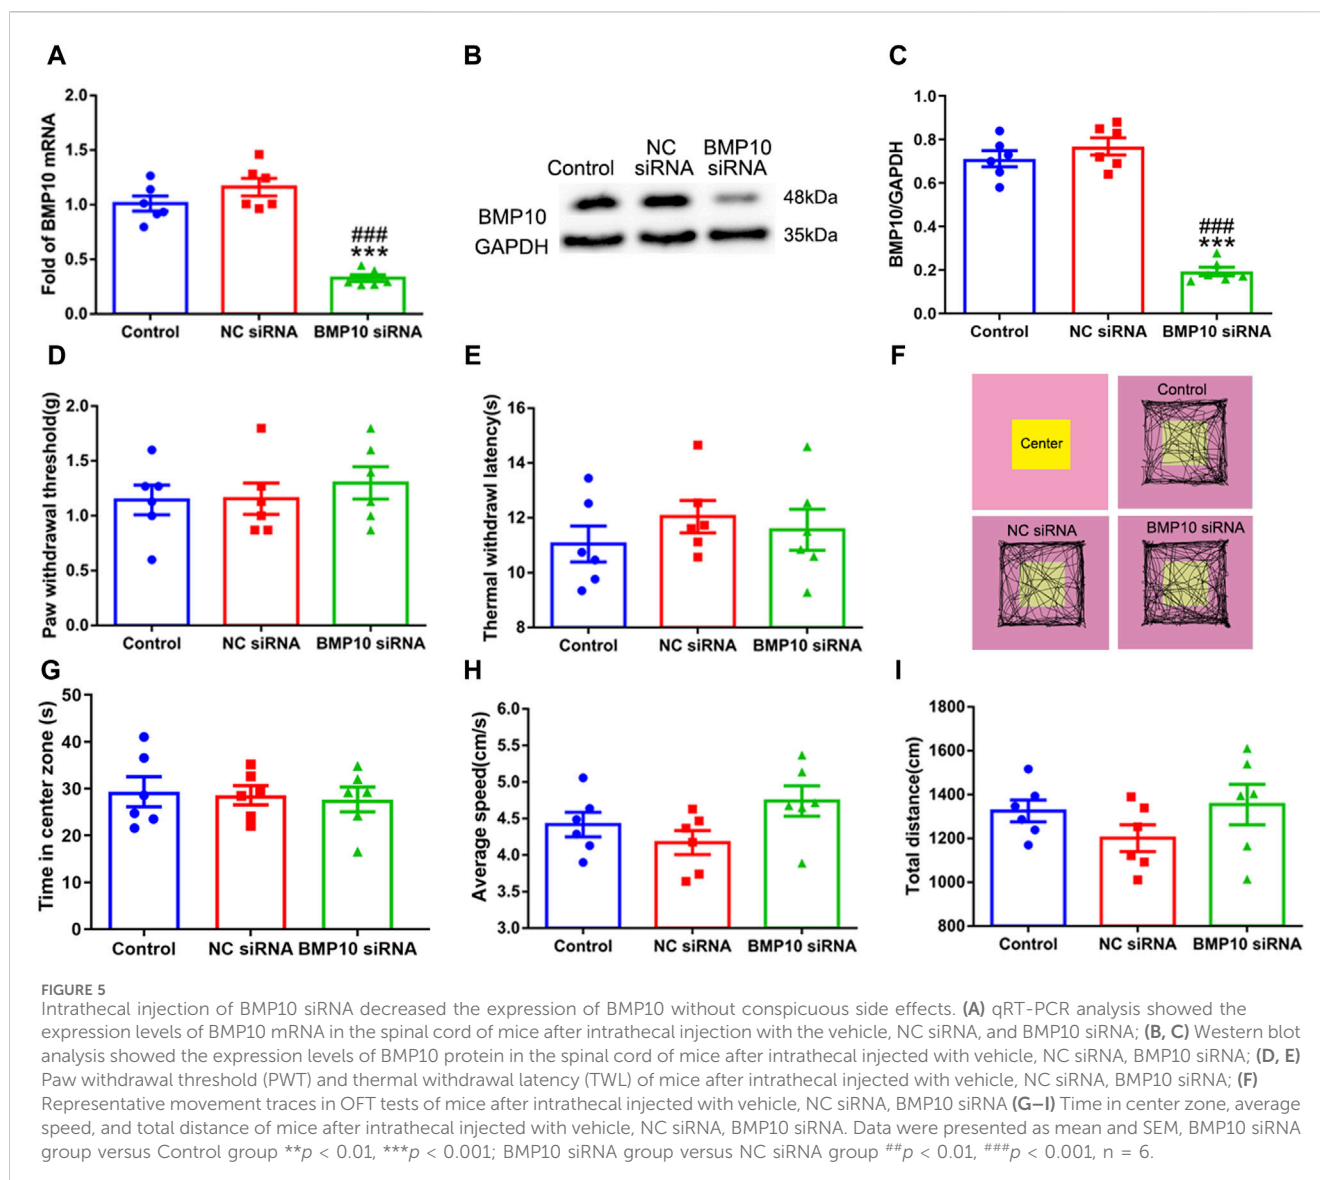 A
Fold of BMP10 mRNA
2.0
1.5
1.0
0.5
0.0
###
***
Control
NC siRNA
BMP10 siRNA
B
Control
NC
siRNA
BMP10
siRNA
BMP10
48kDa
GAPDH
35kDa
C
BMP10/GAPDH
1.0
0.8
0.6
0.4
0.2
0.0
###
***
Control
NC siRNA
BMP10 siRNA
D
Paw withdrawal threshold(g)
2.0
1.5
1.0
0.5
0.0
Control
NC siRNA
BMP10 siRNA
E
Thermal withdrawl latency(s)
16
14
12
10
8
Control
NC siRNA
BMP10 siRNA
F
Center
Control
NC siRNA
BMP10 siRNA
G
Time in center zone (s)
50
40
30
20
10
0
Control
NC siRNA
BMP10 siRNA
H
Average speed(cm/s)
6.0
5.5
5.0
4.5
4.0
3.5
3.0
Control
NC siRNA
BMP10 siRNA
I
Total distance(cm)
1800
1600
1400
1200
1000
800
Control
NC siRNA
BMP10 siRNA
FIGURE 5
Intrathecal injection of BMP10 siRNA decreased the expression of BMP10 without conspicuous side effects. (A) qRT-PCR analysis showed the
expression levels of BMP10 mRNA in the spinal cord of mice after intrathecal injection with the vehicle, NC siRNA, and BMP10 siRNA; (B, C) Western blot
analysis showed the expression levels of BMP10 protein in the spinal cord of mice after intrathecal injected with vehicle, NC siRNA, BMP10 siRNA; (D, E)
Paw withdrawal threshold (PWT) and thermal withdrawal latency (TWL) of mice after intrathecal injected with vehicle, NC siRNA, BMP10 siRNA; (F)
Representative movement traces in OFT tests of mice after intrathecal injected with vehicle, NC siRNA, BMP10 siRNA (G–I) Time in center zone, average
speed, and total distance of mice after intrathecal injected with vehicle, NC siRNA, BMP10 siRNA. Data were presented as mean and SEM, BMP10 siRNA
group versus Control group **p < 0.01, ***p < 0.001; BMP10 siRNA group versus NC siRNA group ##p < 0.01, ###p < 0.001, n = 6.